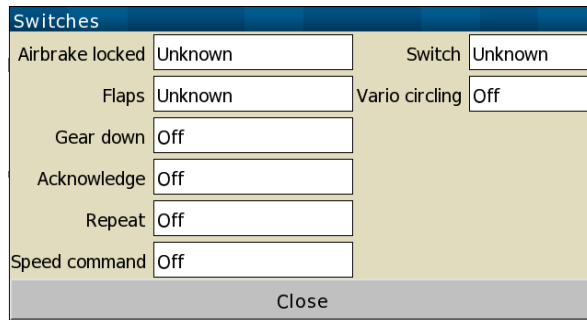 Switches
Airbrake locked Unknown Switch Unknown
Flaps Unknown Vario circling Off
Gear down Off
Acknowledge Off
Repeat Off
Speed command Off
Close